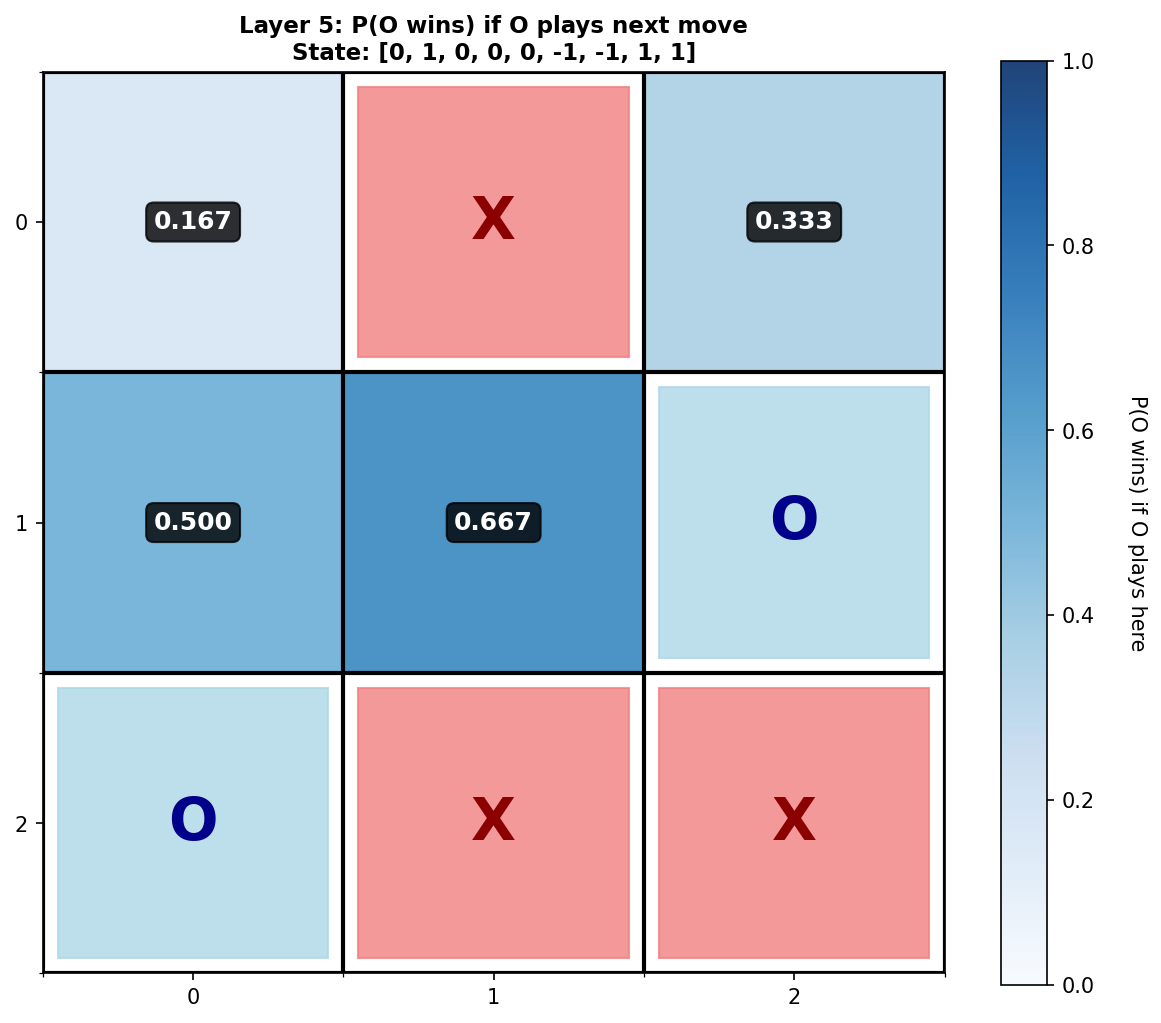 Layer 5: P(O wins) if O plays next move
State: [0, 1, 0, 0, 0, -1, -1, 1, 1]
0
0.167
X
0.333
1
0.500
0.667
O
2
O
X
X
0
1
2
1.0
0.8
0.6
0.4
0.2
0.0
P(O wins) if O plays here